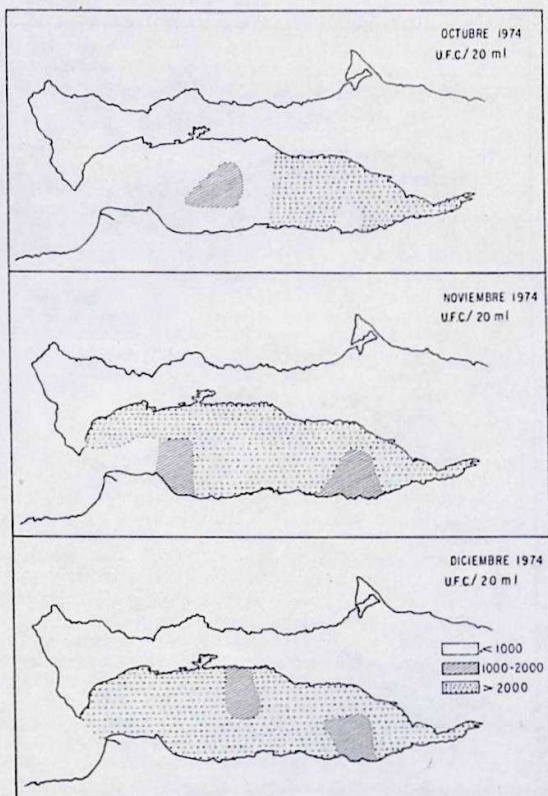 OCTUBRE 1974
U.F.C./ 20 ml
NOVIEMBRE 1974
U.F.C./ 20 ml
DICIEMBRE 1974
U.F.C./ 20 ml
< 1000
1000-2000
> 2000